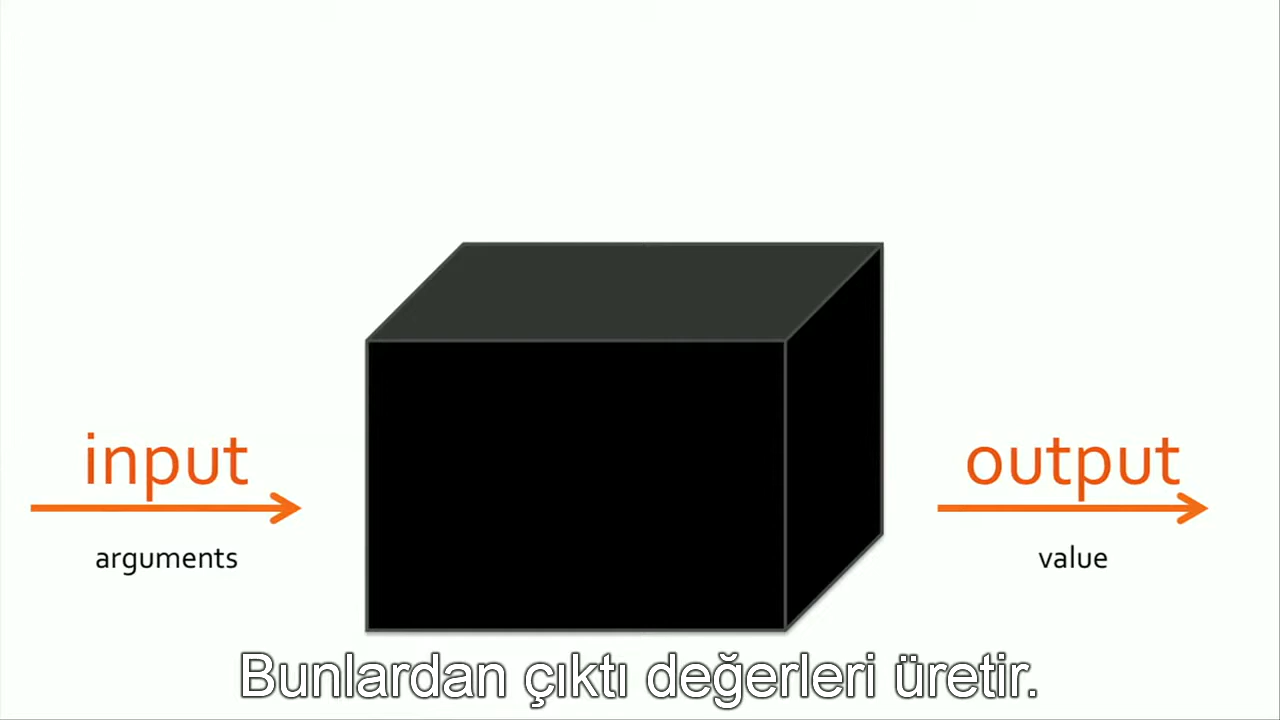 input
output
arguments
value
Bunlardan çıktı değerleri üretir.